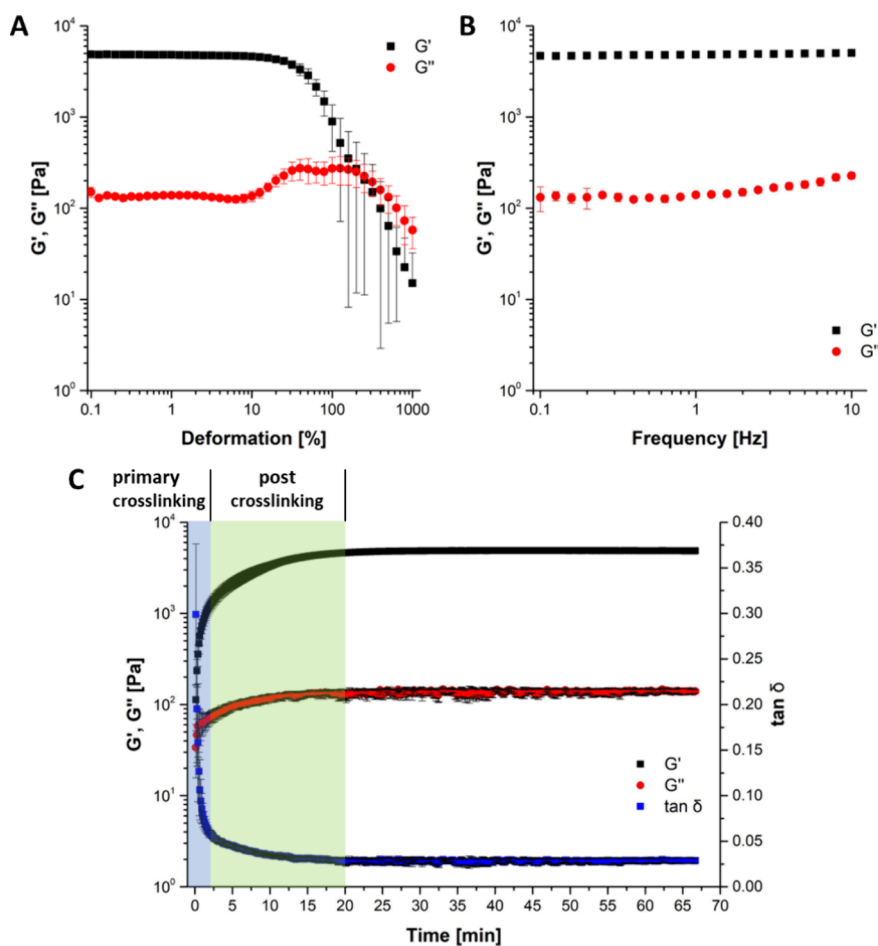 A
G'
G''
10⁴
10³
10²
10¹
10⁰
G', G'' [Pa]
0.1
1
10
100
1000
Deformation [%]
B
10⁴
10³
10²
10¹
10⁰
G', G'' [Pa]
G'
G''
0.1
1
10
Frequency [Hz]
C
primary
crosslinking
post
crosslinking
10⁴
10³
10²
10¹
10⁰
G', G'' [Pa]
0.40
0.35
0.30
0.25
0.20
0.15
0.10
0.05
0.00
tan δ
G'
G''
tan δ
0 5 10 15 20 25 30 35 40 45 50 55 60 65 70
Time [min]